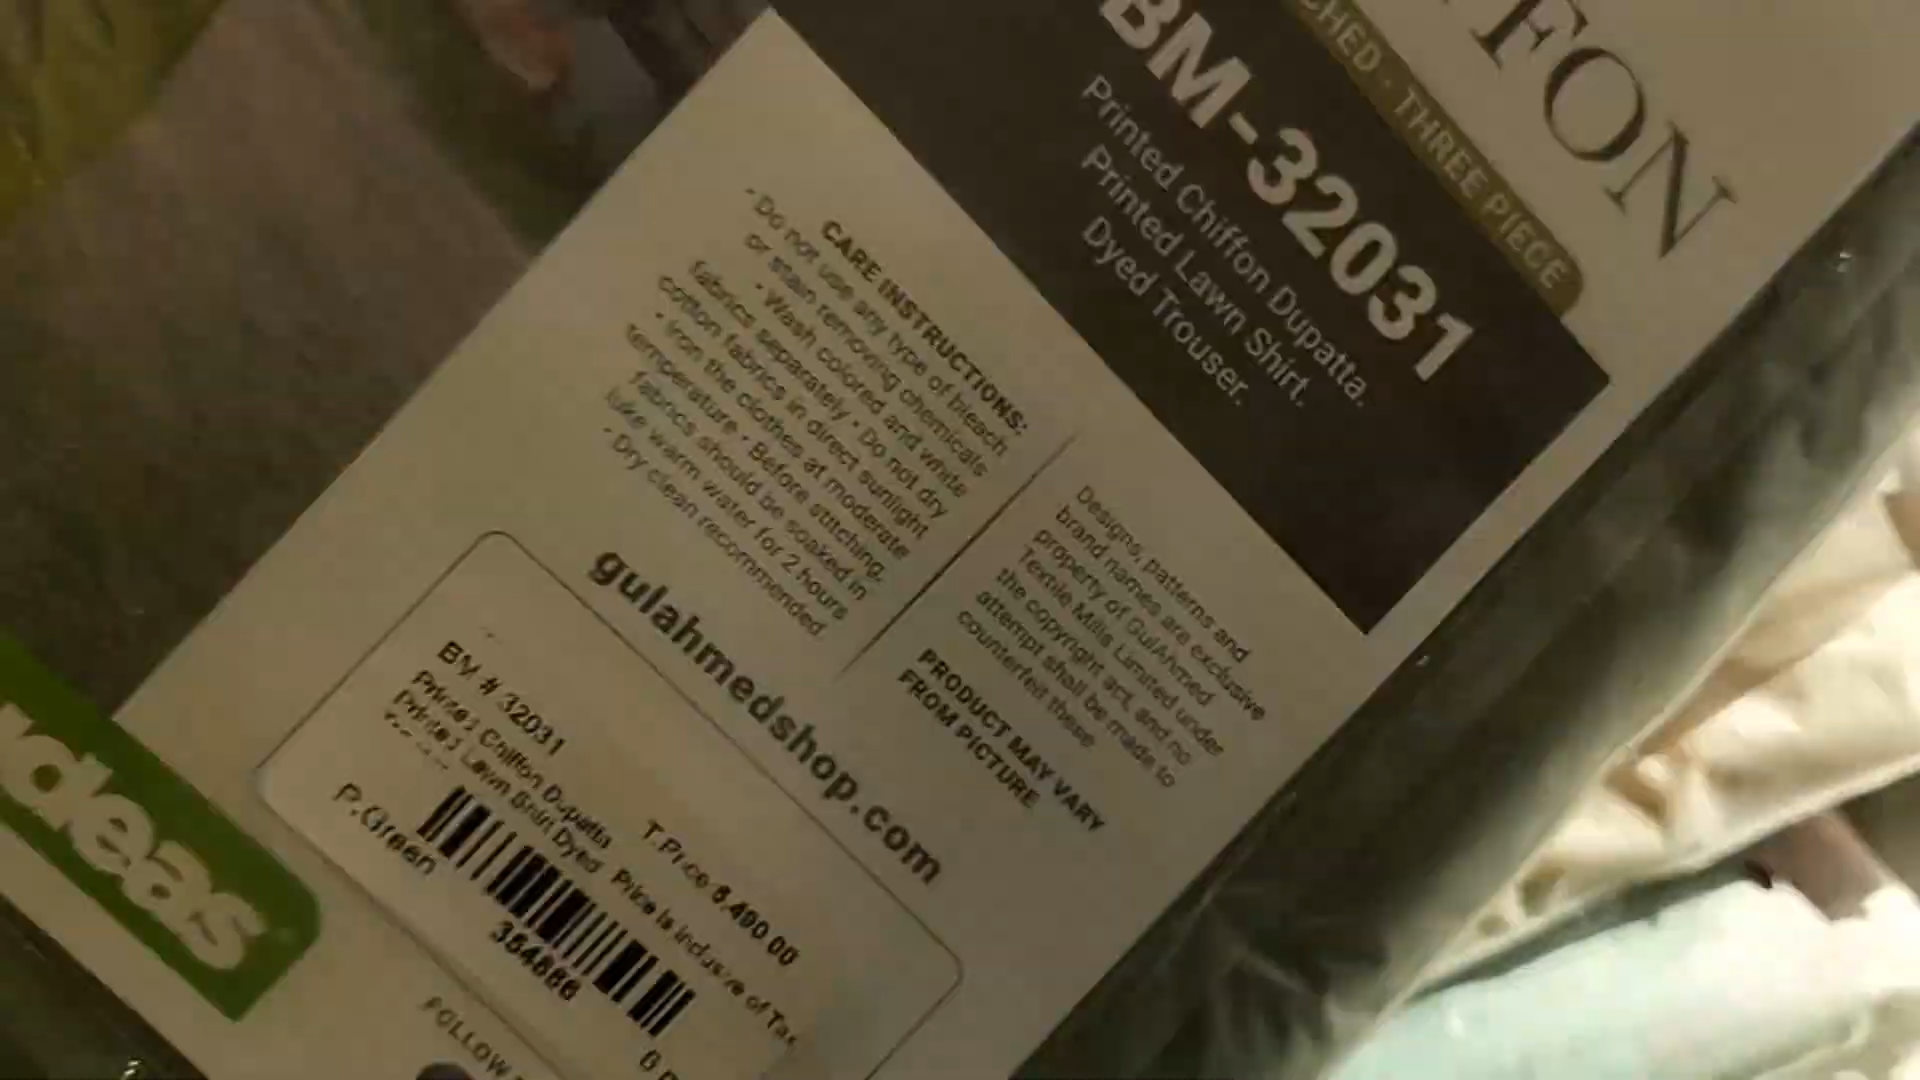 FFON
CHED · THREE PIECE
BM-32031
Printed Chiffon Dupatta.
Printed Lawn Shirt.
Dyed Trouser.
CARE INSTRUCTIONS:
· Do not use any type of bleach
or stain removing chemicals
· Wash colored and white
fabrics separately · Do not dry
cotton fabrics in direct sunlight
· Iron the clothes at moderate
temperature · Before stitching,
fabrics should be soaked in
luke warm water for 2 hours
· Dry clean recommended.
Designs, patterns and
brand names are exclusive
property of GulAhmed
Textile Mills Limited under
the copyright act, and no
attempt shall be made to
counterfeit these.
PRODUCT MAY VARY
FROM PICTURE
gulahmedshop.com
BM # 32031
Printed Chiffon Dupatta
Printed Lawn Shirt Dyed
T.Price 6,490.00
Price is inclusive of Tax
P.Green
ideas
FOLLOW